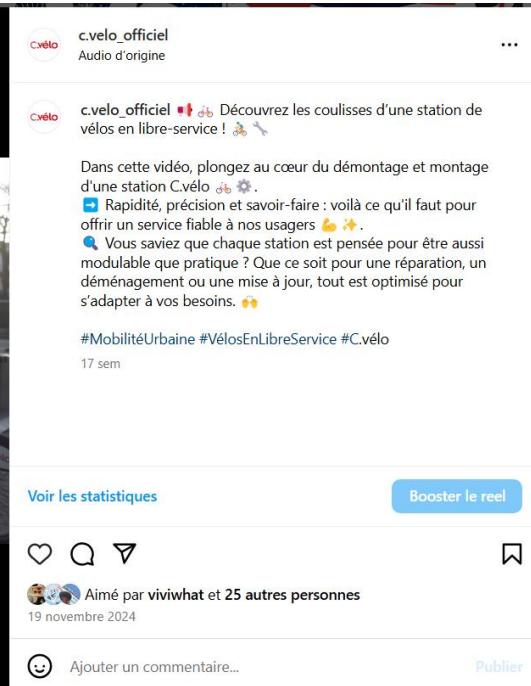 c.velo_officiel
Audio d'origine
C.vélo
C.vélo
c.velo_officiel 📢 🚲 Découvrez les coulisses d'une station de
vélos en libre-service ! 🚴 🔧
Dans cette vidéo, plongez au cœur du démontage et montage
d'une station C.vélo 🚲 ⚙️ .
➡️ Rapidité, précision et savoir-faire : voilà ce qu'il faut pour
offrir un service fiable à nos usagers 💪 ✨.
🔍 Vous saviez que chaque station est pensée pour être aussi
modulable que pratique ? Que ce soit pour une réparation, un
déménagement ou une mise à jour, tout est optimisé pour
s'adapter à vos besoins. 🙌
#MobilitéUrbaine #VélosEnLibreService #C.vélo
17 sem
Voir les statistiques
Booster le reel
Aimé par viviwhat et 25 autres personnes
19 novembre 2024
Ajouter un commentaire...
Publier